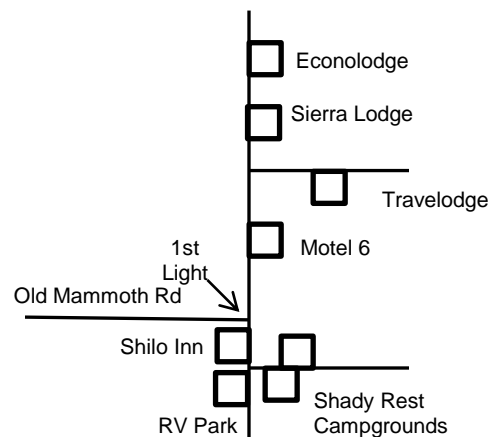 Econolodge
Sierra Lodge
Travelodge
Motel 6
1st
Light
Old Mammoth Rd
Shilo Inn
RV Park
Shady Rest
Campgrounds